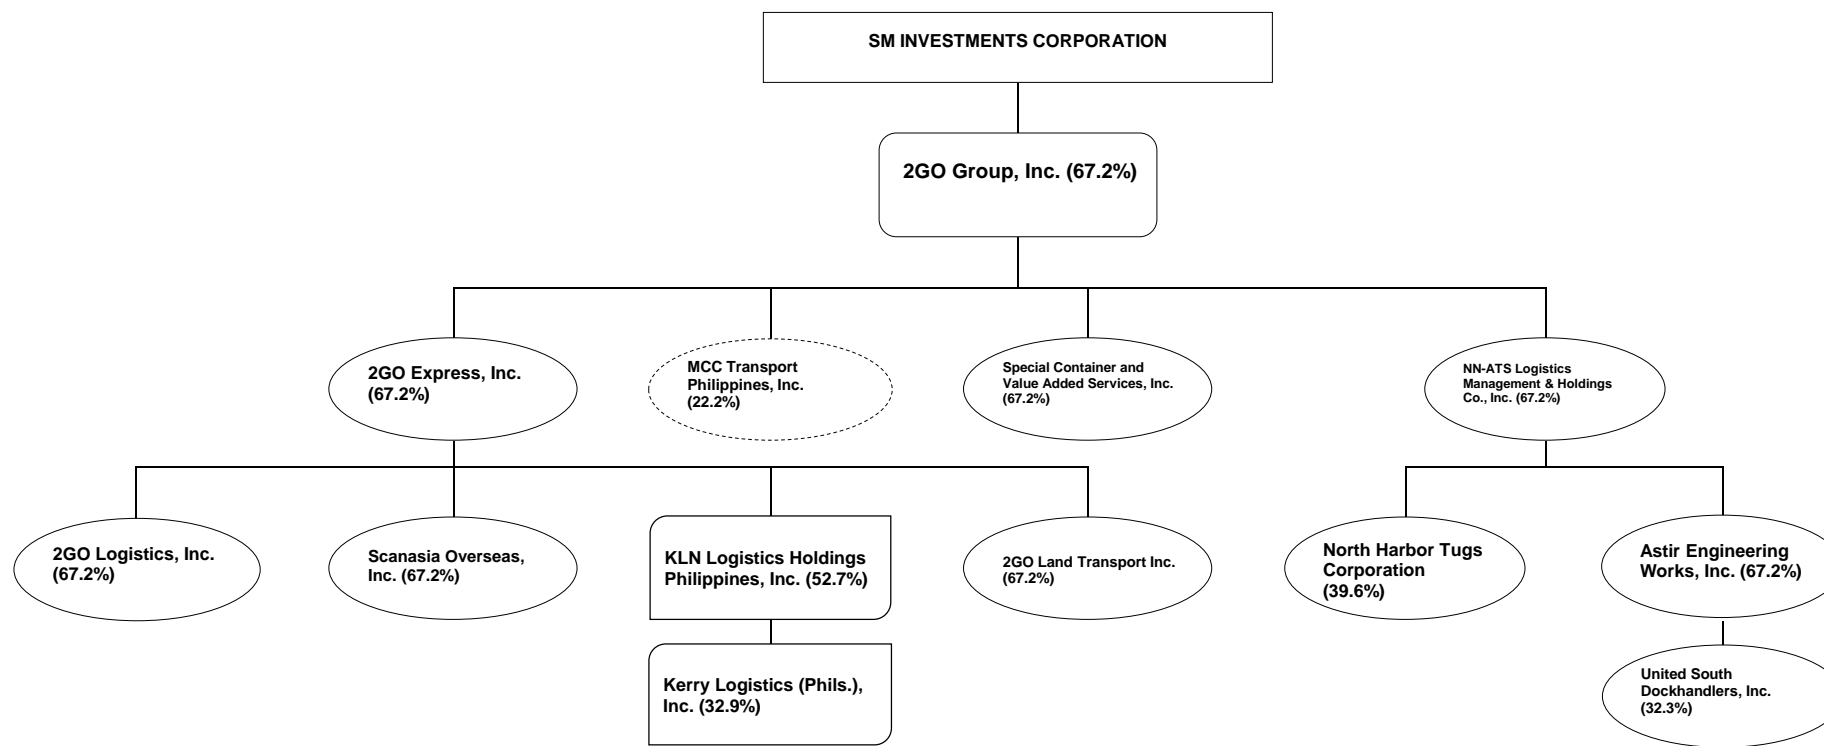 SM INVESTMENTS CORPORATION
2GO Group, Inc. (67.2%)
2GO Express, Inc.
(67.2%)
MCC Transport
Philippines, Inc.
(22.2%)
Special Container and
Value Added Services, Inc.
(67.2%)
NN-ATS Logistics
Management & Holdings
Co., Inc. (67.2%)
2GO Logistics, Inc.
(67.2%)
Scanasia Overseas,
Inc. (67.2%)
KLN Logistics Holdings
Philippines, Inc. (52.7%)
2GO Land Transport Inc.
(67.2%)
North Harbor Tugs
Corporation
(39.6%)
Astir Engineering
Works, Inc. (67.2%)
Kerry Logistics (Phils.),
Inc. (32.9%)
United South
Dockhandlers, Inc.
(32.3%)